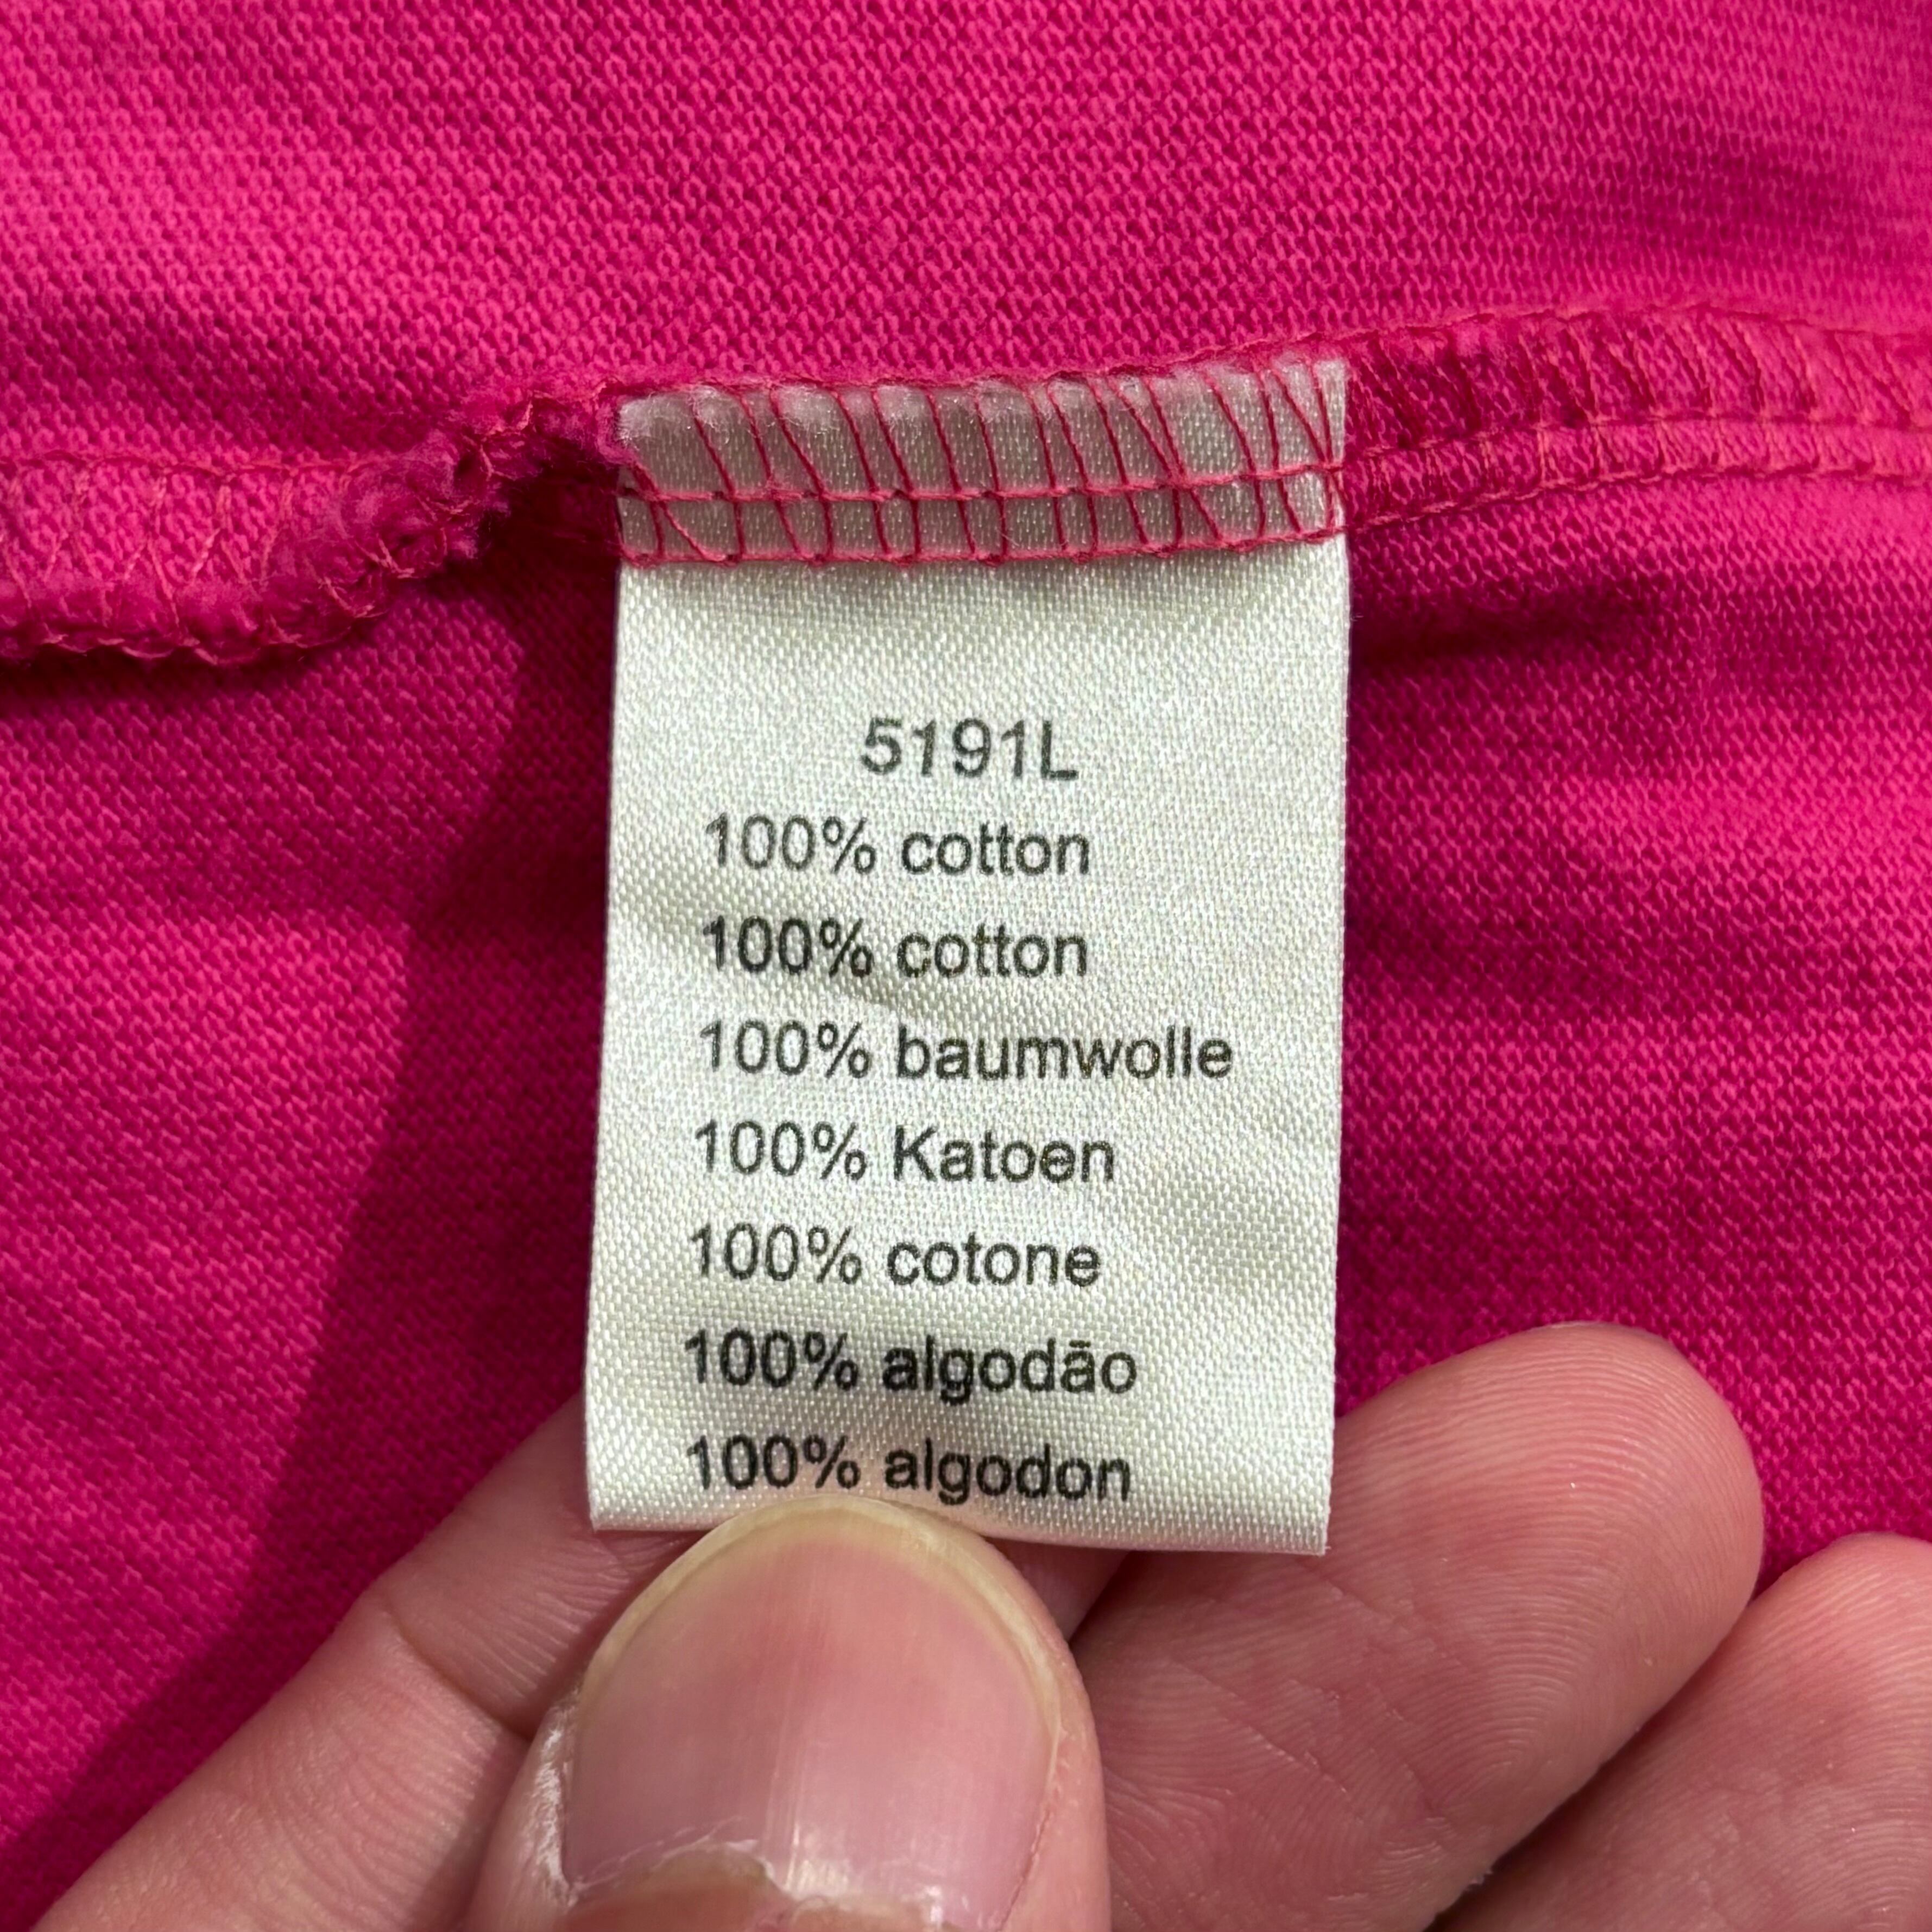 5191L
100% cotton
100% cotton
100% baumwolle
100% Katoen
100% cotone
100% algodão
100% algodon